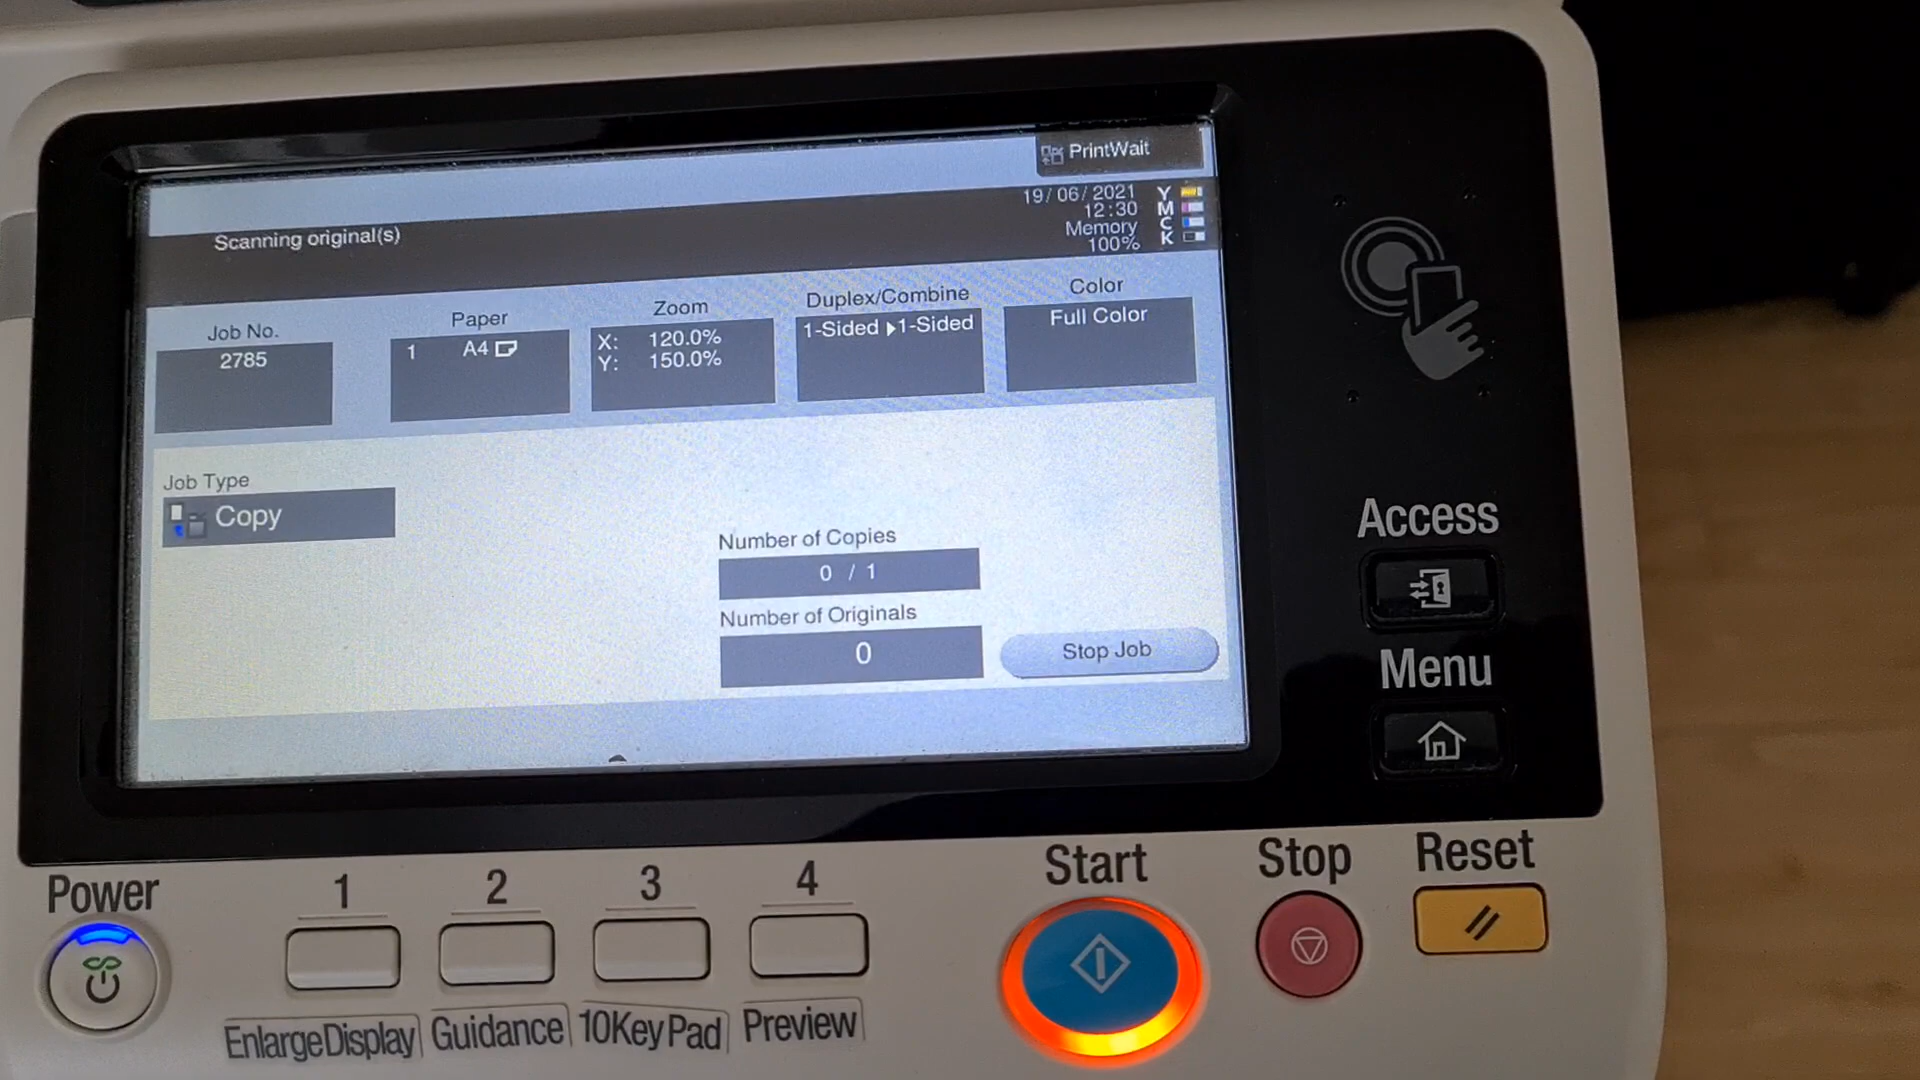 PrintWait
19/06/2021
12:30
Memory
100%
Y
M
C
K
Scanning original(s)
Job No.
2785
Paper
1 A4
Zoom
X: 120.0%
Y: 150.0%
Duplex/Combine
1-Sided ▶1-Sided
Color
Full Color
Job Type
Copy
Number of Copies
0 / 1
Number of Originals
0
Stop Job
Access
Menu
Power
1
2
3
4
Start
Stop
Reset
EnlargeDisplay
Guidance
10KeyPad
Preview